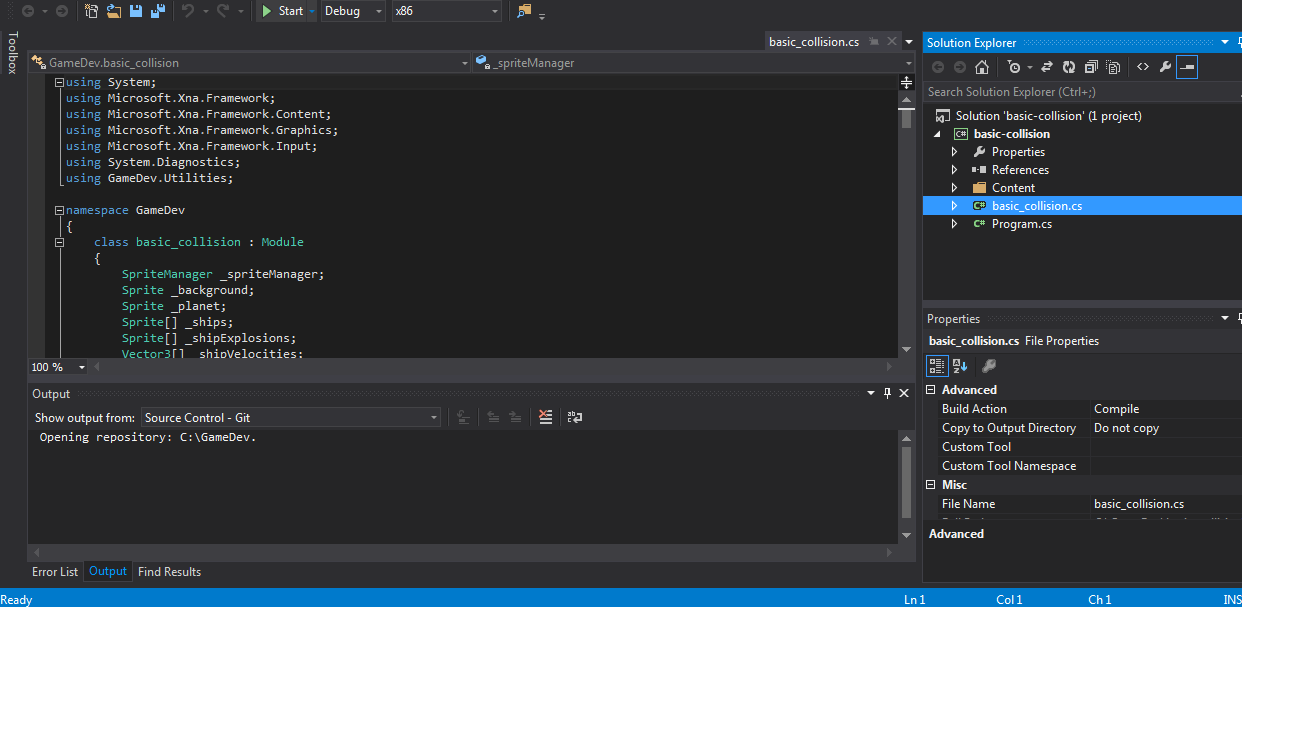 Start
Debug
x86
Toolbox
basic_collision.cs
GameDev.basic_collision
_spriteManager
using System;
using Microsoft.Xna.Framework;
using Microsoft.Xna.Framework.Content;
using Microsoft.Xna.Framework.Graphics;
using Microsoft.Xna.Framework.Input;
using System.Diagnostics;
using GameDev.Utilities;
namespace GameDev
{
class basic_collision : Module
{
SpriteManager _spriteManager;
Sprite _background;
Sprite _planet;
Sprite[] _ships;
Sprite[] _shipExplosions;
Vector3[] _shipVelocities;
100 %
Output
Show output from: Source Control - Git
Opening repository: C:\GameDev.
Error List
Output
Find Results
Solution Explorer
Search Solution Explorer (Ctrl+;)
Solution 'basic-collision' (1 project)
C# basic-collision
Properties
References
Content
C# basic_collision.cs
C# Program.cs
Properties
basic_collision.cs File Properties
Advanced
Build Action Compile
Copy to Output Directory Do not copy
Custom Tool
Custom Tool Namespace
Misc
File Name basic_collision.cs
Advanced
Ready
Ln 1
Col 1
Ch 1
INS